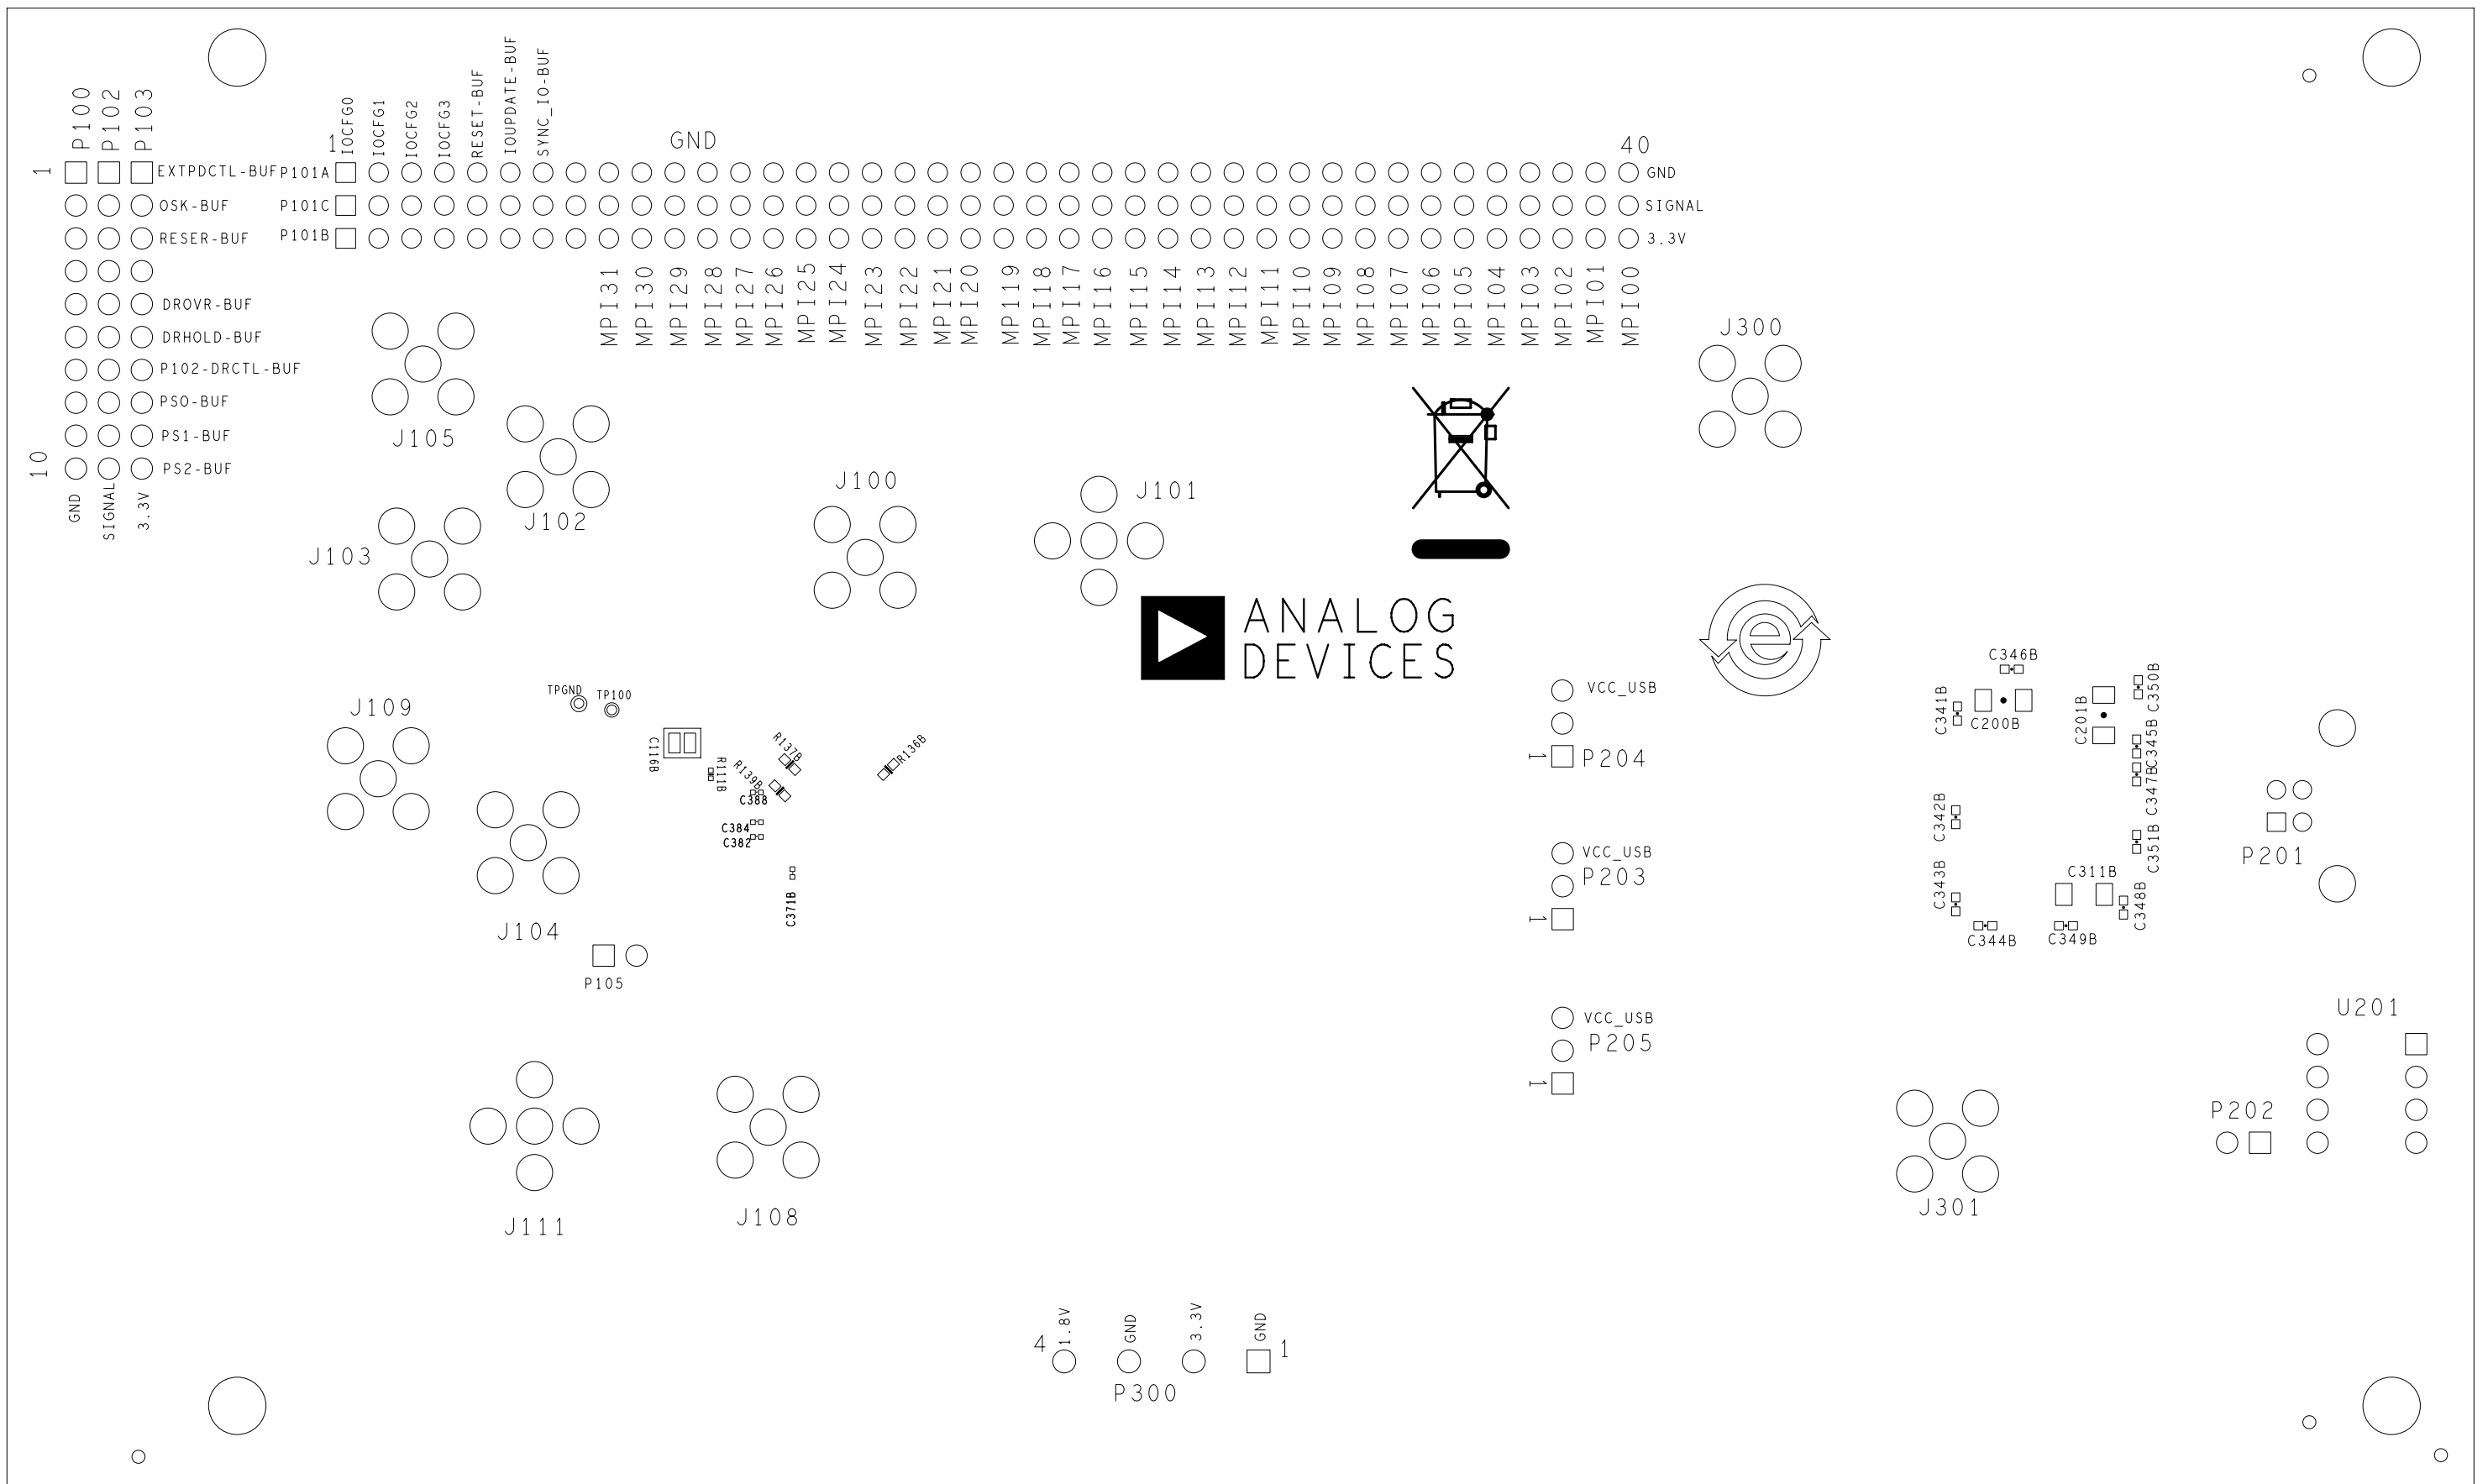 P100
P102
P103
1
EXTPDCTL-BUF
OSK-BUF
RESER-BUF
DROVR-BUF
DRHOLD-BUF
P102-DRCTL-BUF
PS0-BUF
PS1-BUF
PS2-BUF
10
GND
SIGNAL
3.3V
1
IOCFG0
IOCFG1
IOCFG2
IOCFG3
RESET-BUF
IOUPDATE-BUF
SYNC_IO-BUF
GND
40
P101A
GND
P101C
SIGNAL
P101B
3.3V
MPI31
MPI30
MPI29
MPI28
MPI27
MPI26
MPI25
MPI24
MPI23
MPI22
MPI21
MPI20
MPI119
MPI18
MPI17
MPI16
MPI15
MPI14
MPI13
MPI12
MPI11
MPI10
MPI09
MPI08
MPI07
MPI06
MPI05
MPI04
MPI03
MPI02
MPI01
MPI00
J300
J105
J102
J100
J101
J103
ANALOG
DEVICES
e
J109
TPGND
TP100
C116B
R111B
R137B
R139B
R136B
C388
C384
C382
C371B
J104
P105
VCC_USB
1
P204
VCC_USB
P203
1
VCC_USB
P205
1
C346B
C341B
C200B
C201B
C350B
C345B
C347B
C342B
C351B
C343B
C311B
C348B
C344B
C349B
P201
U201
P202
J301
J111
J108
4
1.8V
GND
3.3V
GND
1
P300